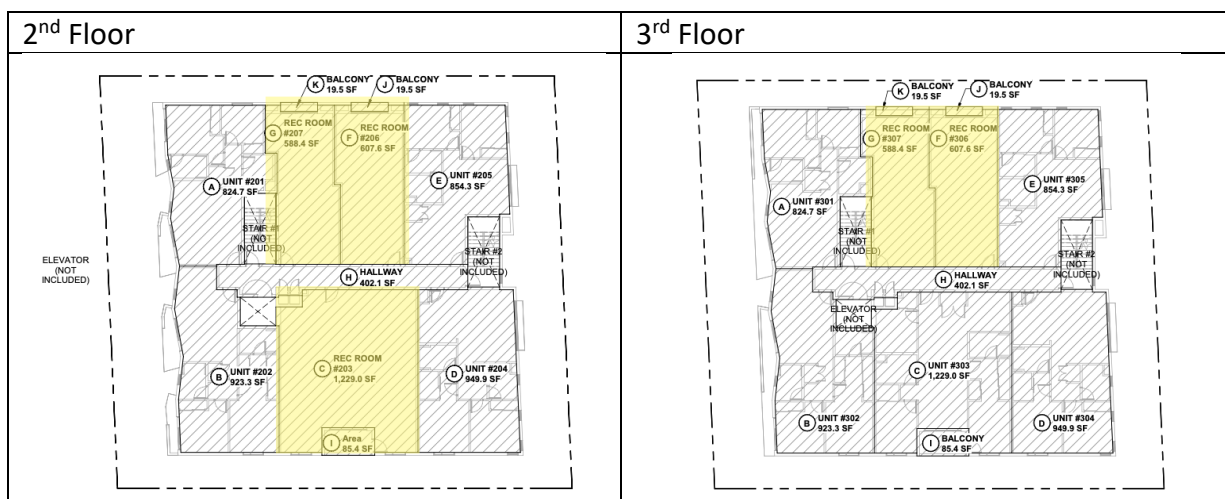 2nd Floor
K BALCONY
19.5 SF
J BALCONY
19.5 SF
G REC ROOM
#207
588.4 SF
F REC ROOM
#206
607.6 SF
A UNIT #201
824.7 SF
E UNIT #205
854.3 SF
STAIR #1
(NOT
INCLUDED)
STAIR #2
(NOT
INCLUDED)
ELEVATOR
(NOT
INCLUDED)
H HALLWAY
402.1 SF
B UNIT #202
923.3 SF
C REC ROOM
#203
1,229.0 SF
D UNIT #204
949.9 SF
I Area
85.4 SF
3rd Floor
K BALCONY
19.5 SF
J BALCONY
19.5 SF
G REC ROOM
#307
588.4 SF
F REC ROOM
#306
607.6 SF
A UNIT #301
824.7 SF
E UNIT #305
854.3 SF
STAIR #1
(NOT
INCLUDED)
STAIR #2
(NOT
INCLUDED)
H HALLWAY
402.1 SF
ELEVATOR
(NOT
INCLUDED)
B UNIT #302
923.3 SF
C UNIT #303
1,229.0 SF
D UNIT #304
949.9 SF
I BALCONY
85.4 SF